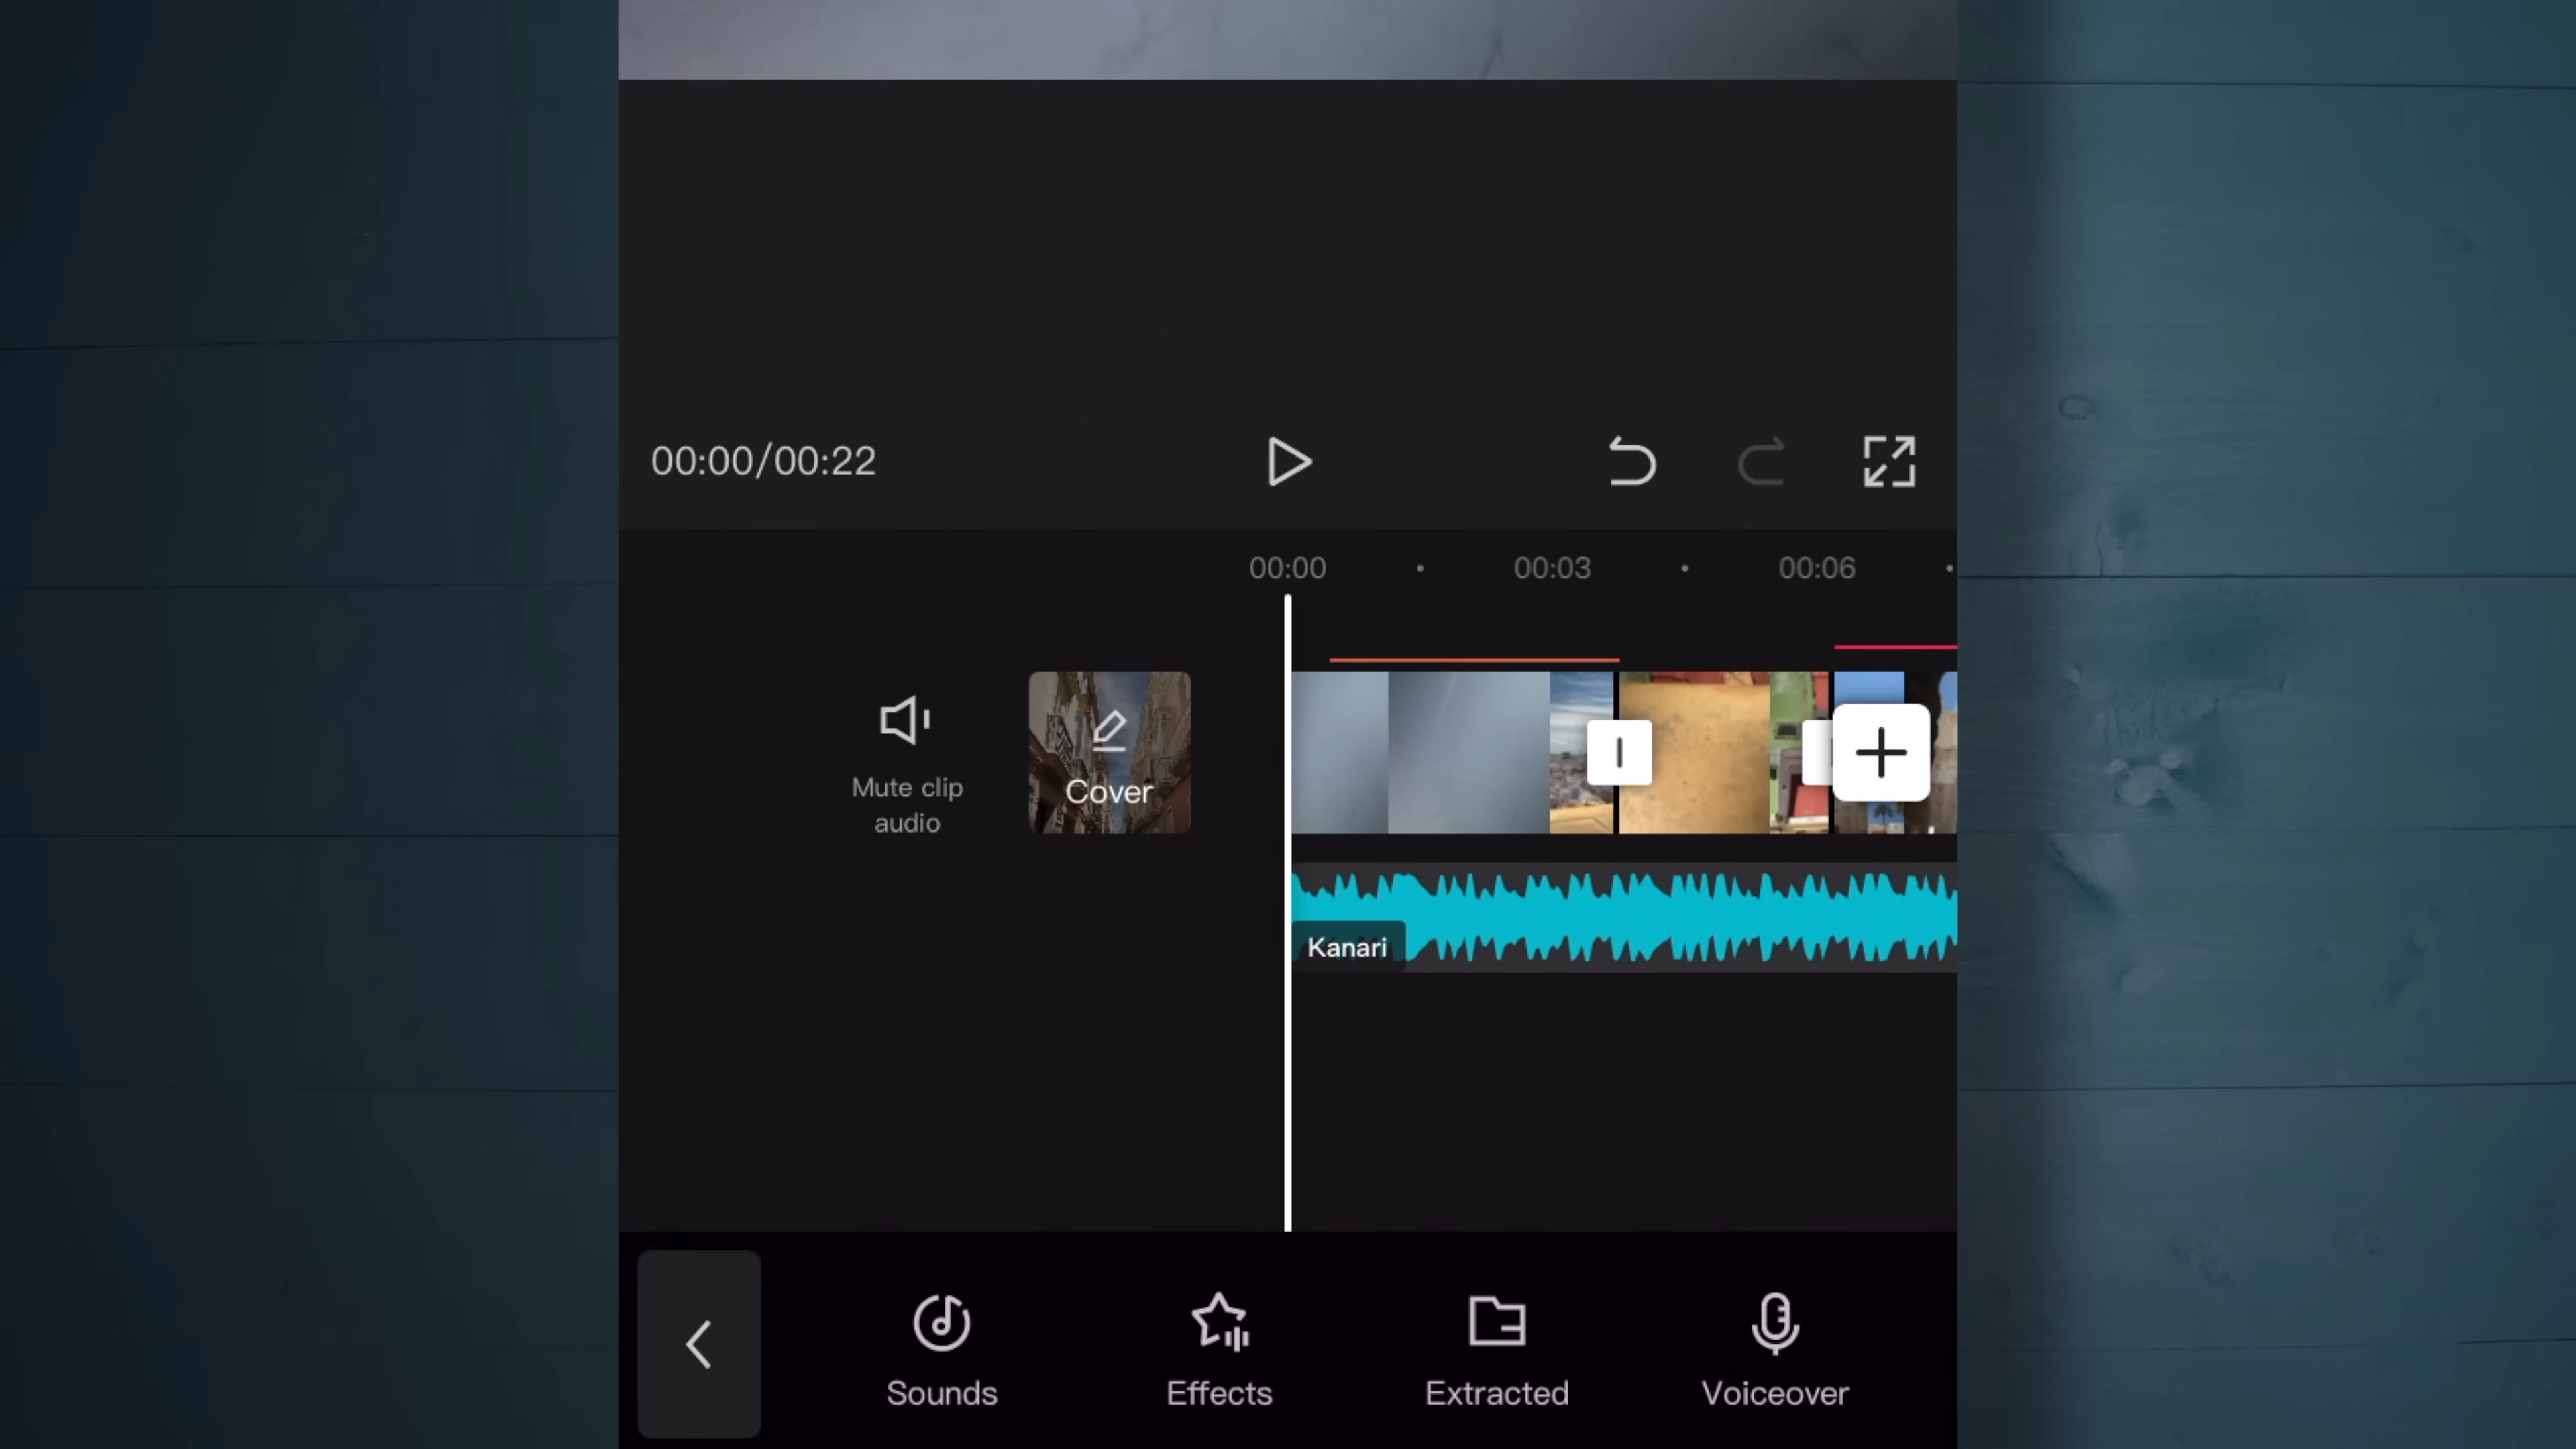 00:00/00:22
00:00
00:03
00:06
Mute clip
audio
Cover
Kanari
Sounds
Effects
Extracted
Voiceover